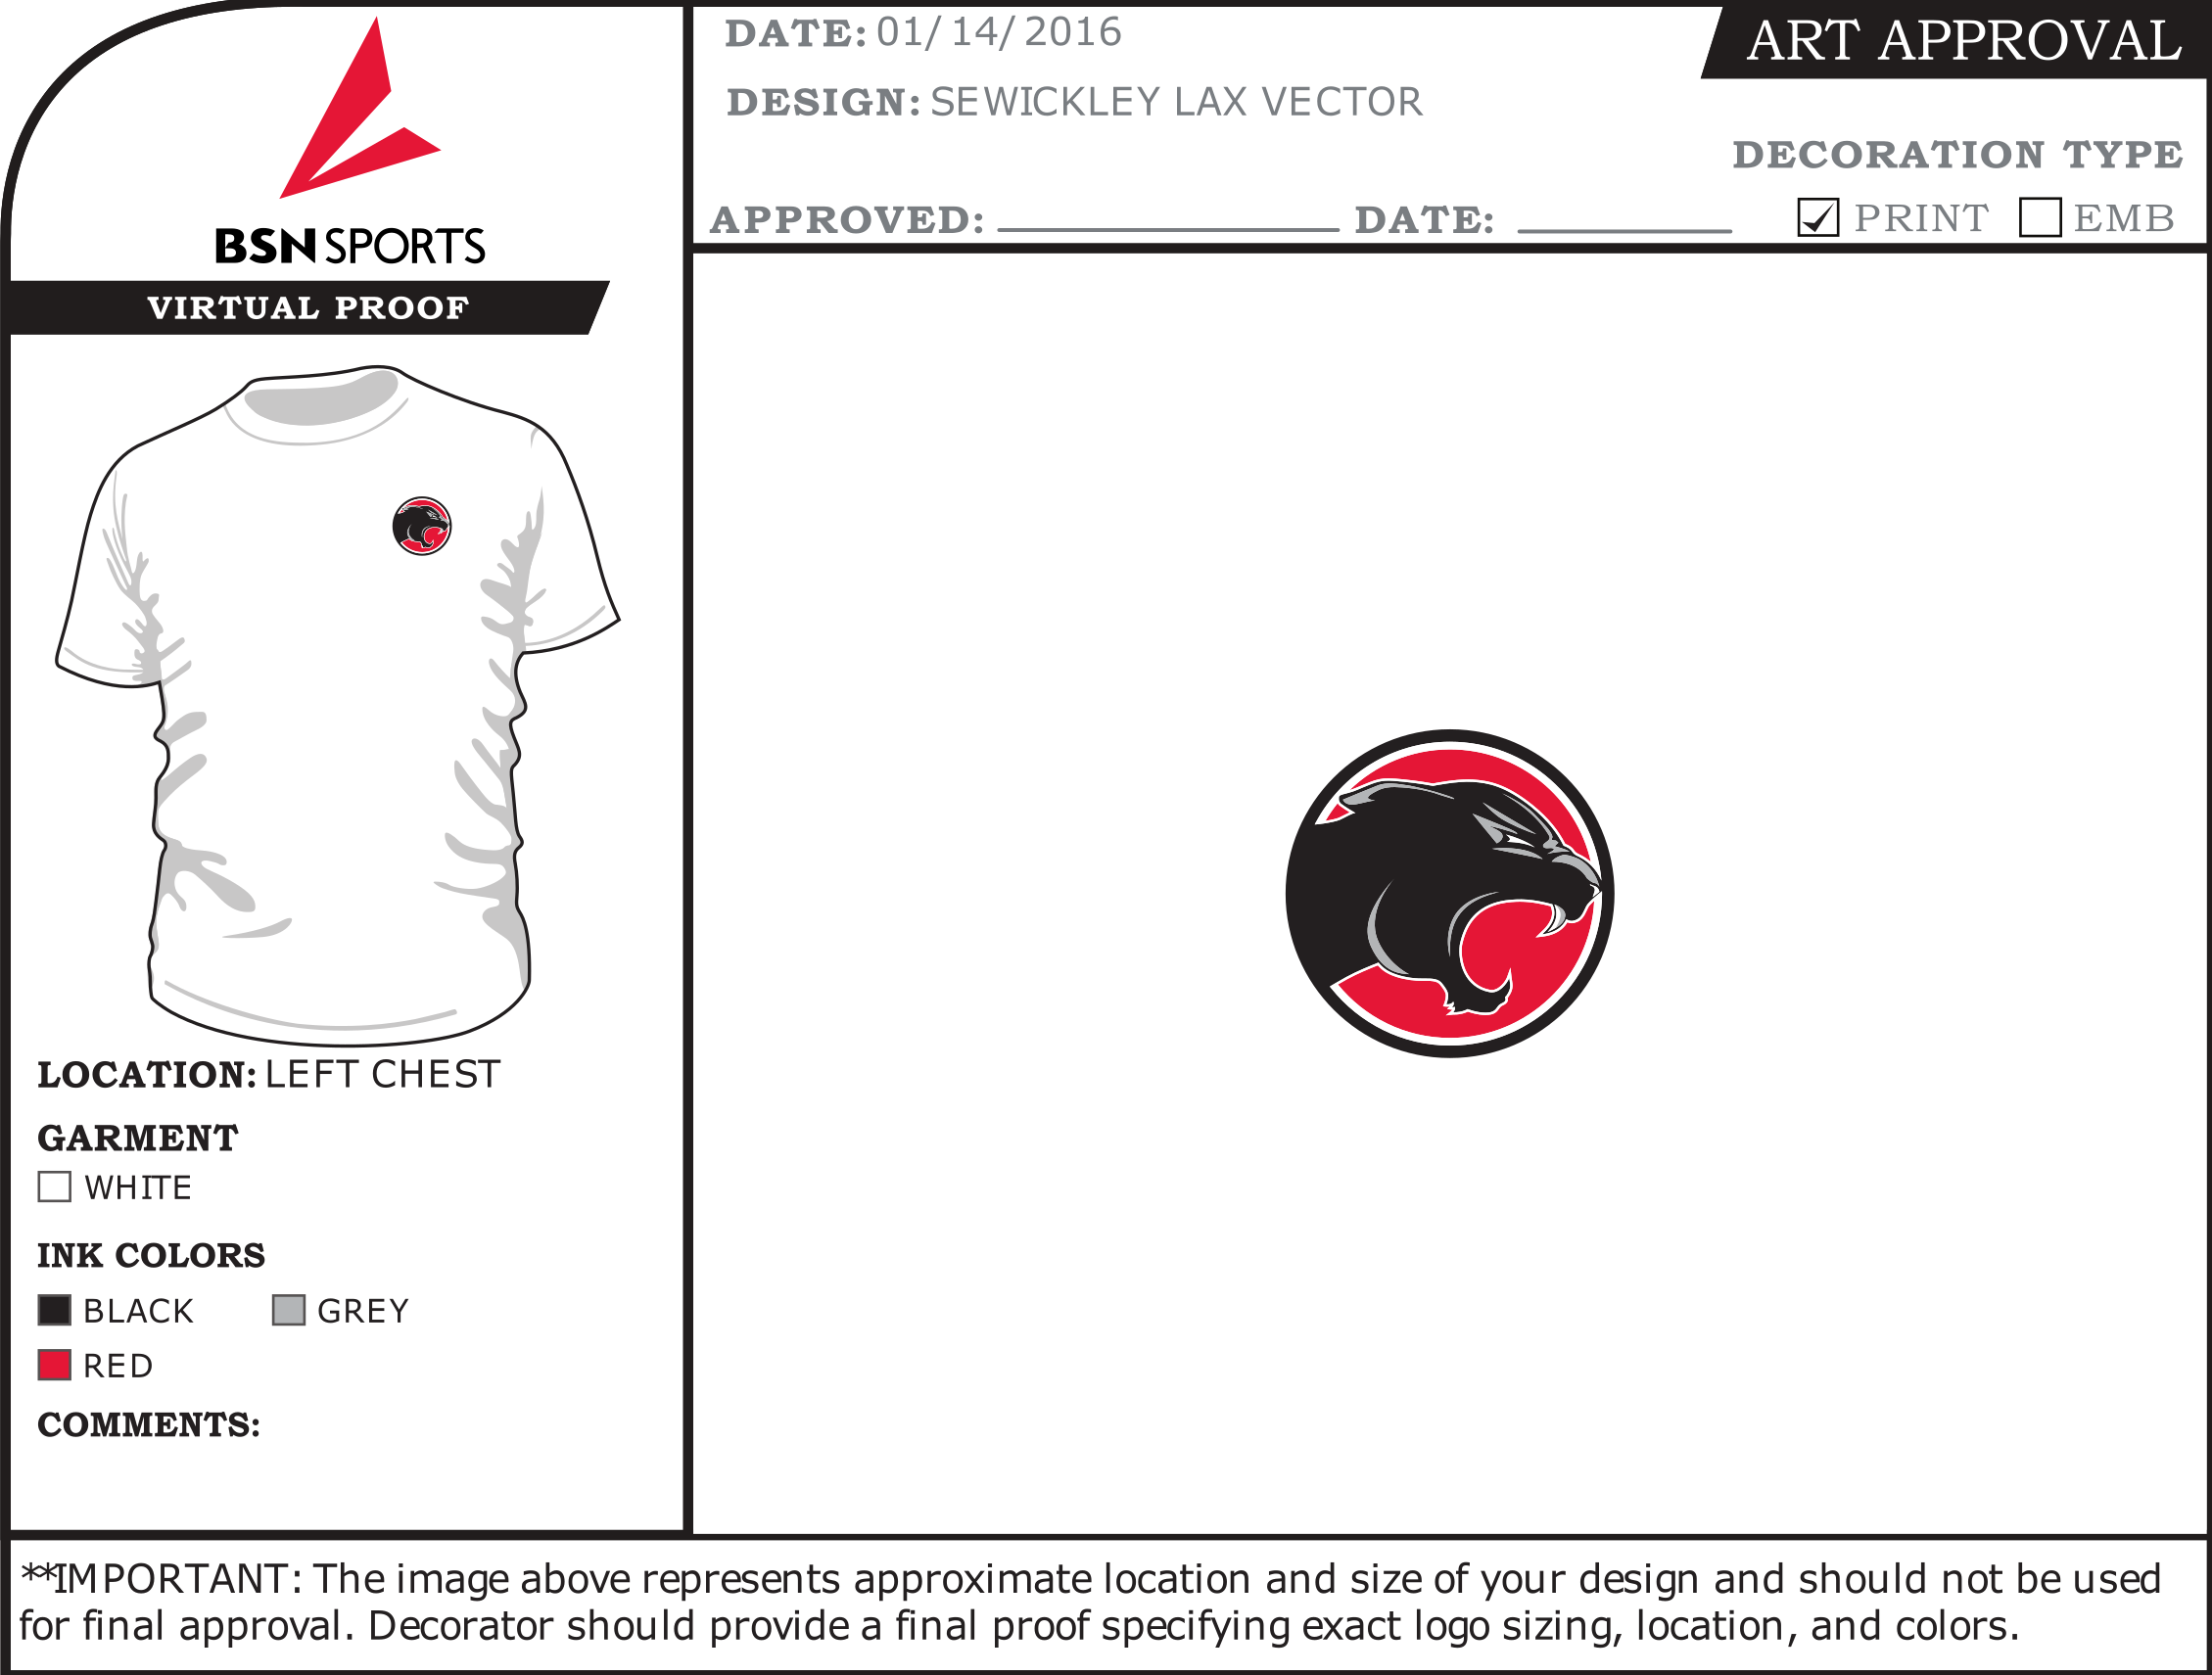 BSN SPORTS
VIRTUAL PROOF
DATE: 01/14/2016
ART APPROVAL
DESIGN: SEWICKLEY LAX VECTOR
DECORATION TYPE
APPROVED: DATE: PRINT EMB
LOCATION: LEFT CHEST
GARMENT
WHITE
INK COLORS
BLACK GREY
RED
COMMENTS:
**IMPORTANT: The image above represents approximate location and size of your design and should not be used
for final approval. Decorator should provide a final proof specifying exact logo sizing, location, and colors.